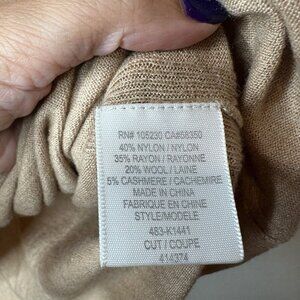 RN# 105230 CA#58350
40% NYLON / NYLON
35% RAYON / RAYONNE
20% WOOL / LAINE
5% CASHMERE / CACHEMIRE
MADE IN CHINA
FABRIQUE EN CHINE
STYLE/MODELE
483-K1441
CUT / COUPE
414374